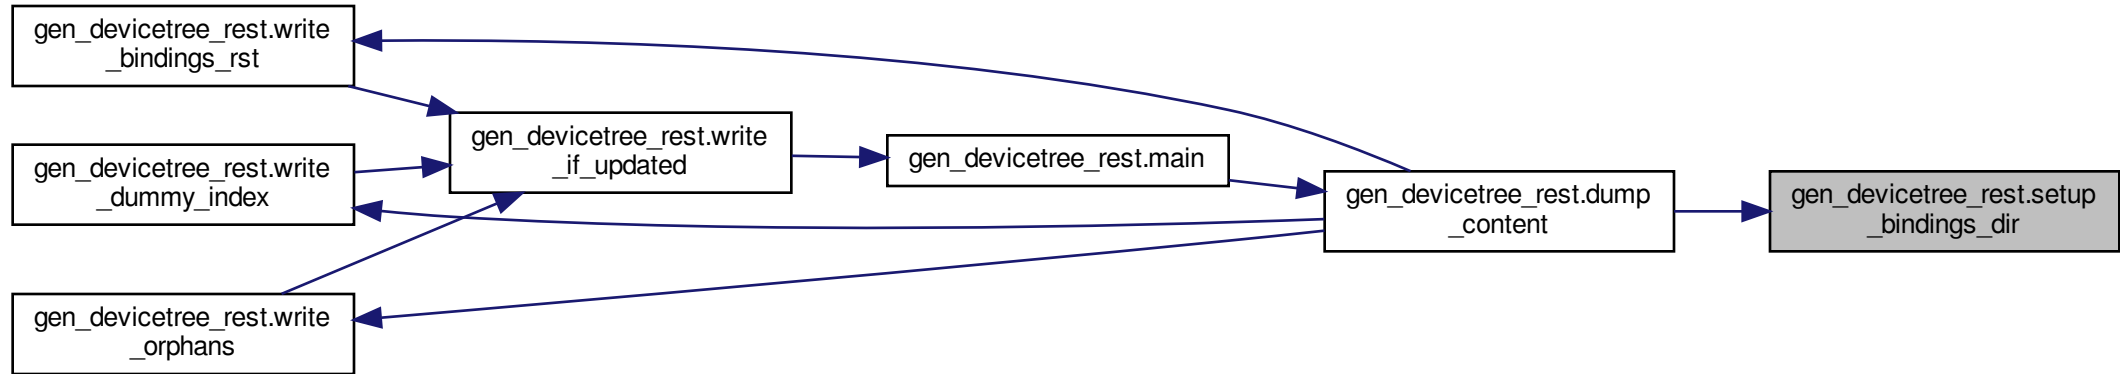 gen_devicetree_rest.write
_bindings_rst
gen_devicetree_rest.write
_dummy_index
gen_devicetree_rest.write
_orphans
gen_devicetree_rest.write
_if_updated
gen_devicetree_rest.main
gen_devicetree_rest.dump
_content
gen_devicetree_rest.setup
_bindings_dir